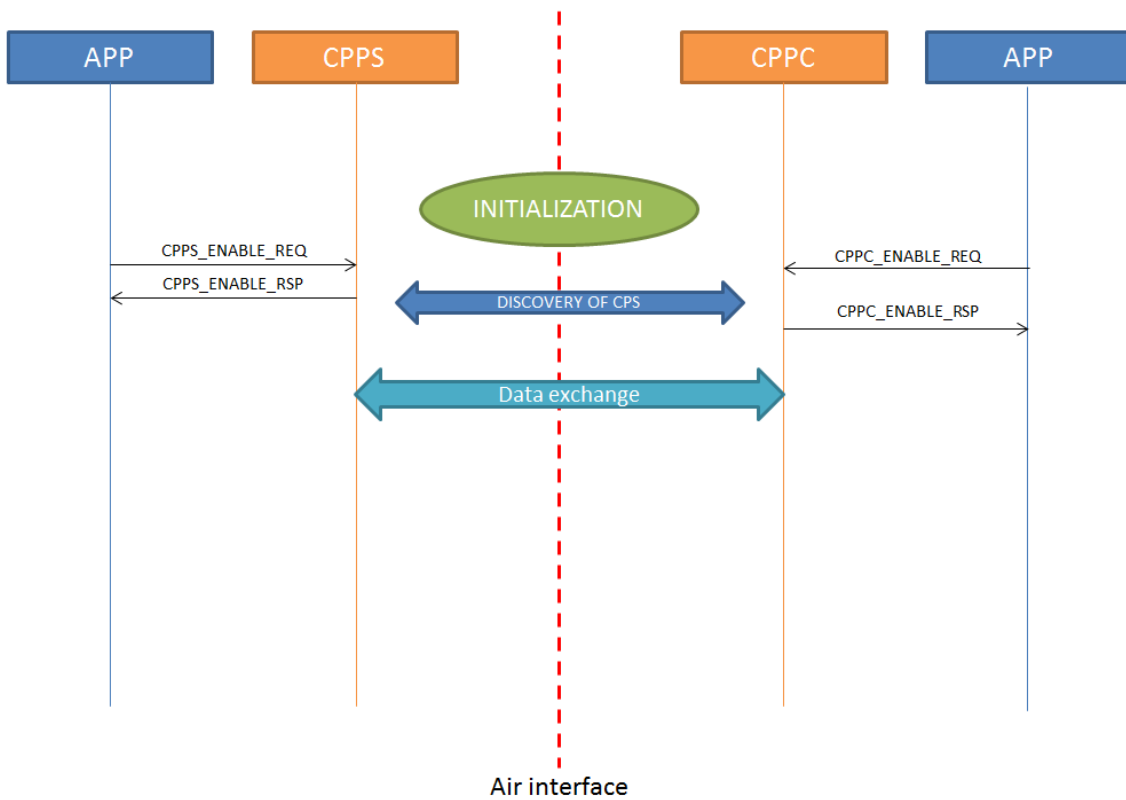 APP
CPPS
CPPC
APP
INITIALIZATION
CPPS_ENABLE_REQ
CPPC_ENABLE_REQ
CPPS_ENABLE_RSP
DISCOVERY OF CPS
CPPC_ENABLE_RSP
Data exchange
Air interface